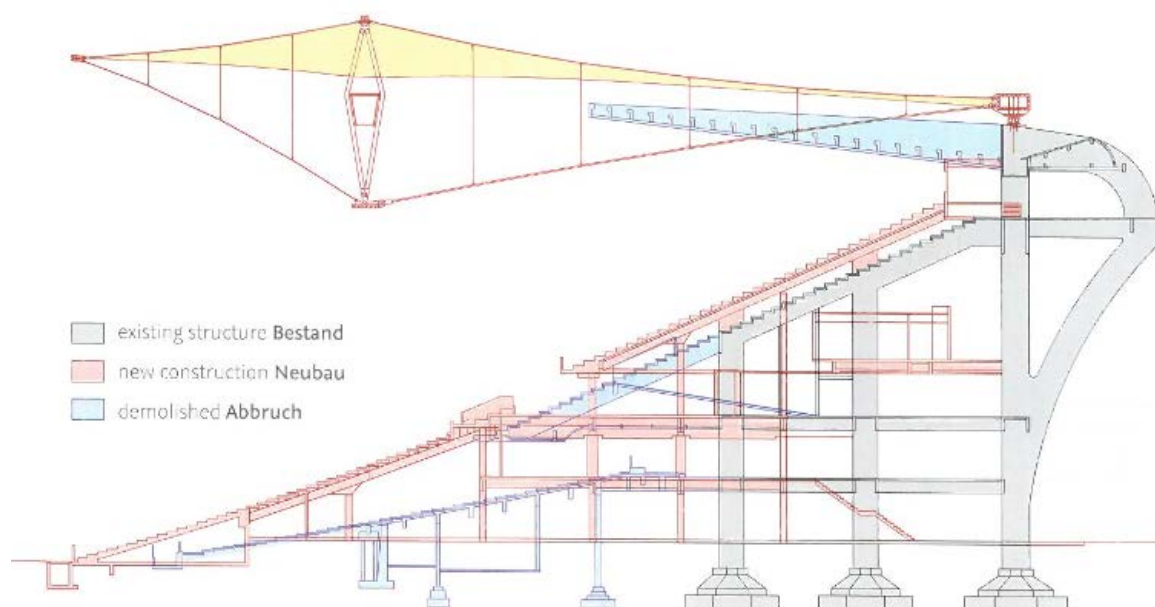 existing structure Bestand
new construction Neubau
demolished Abbruch